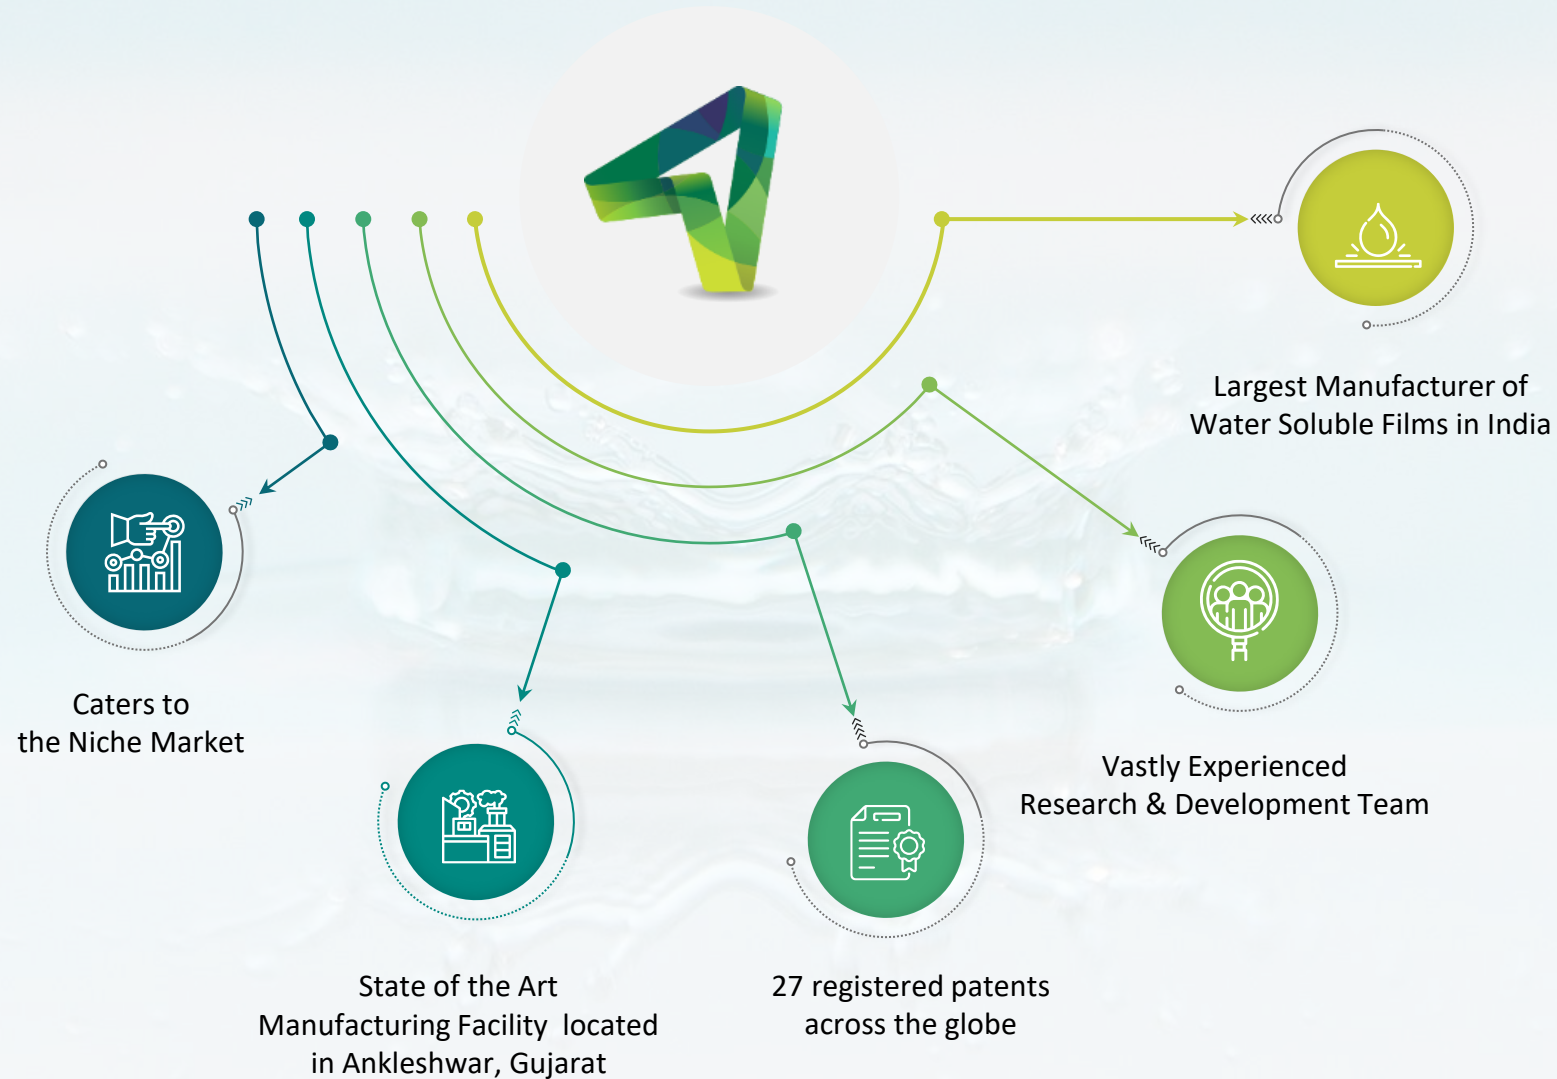 Largest Manufacturer of
Water Soluble Films in India
Caters to
the Niche Market
Vastly Experienced
Research & Development Team
State of the Art
Manufacturing Facility  located
in Ankleshwar, Gujarat
27 registered patents
across the globe